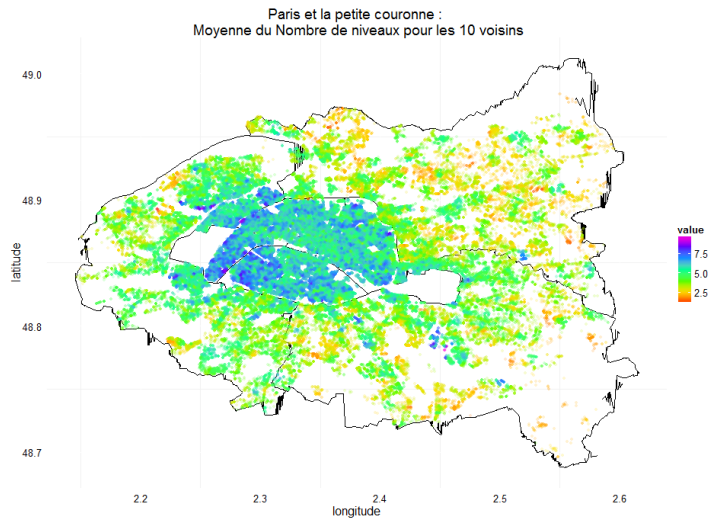 Paris et la petite couronne :
Moyenne du Nombre de niveaux pour les 10 voisins
49.0
48.9
48.8
48.7
latitude
2.2
2.3
2.4
2.5
2.6
longitude
value
7.5
5.0
2.5